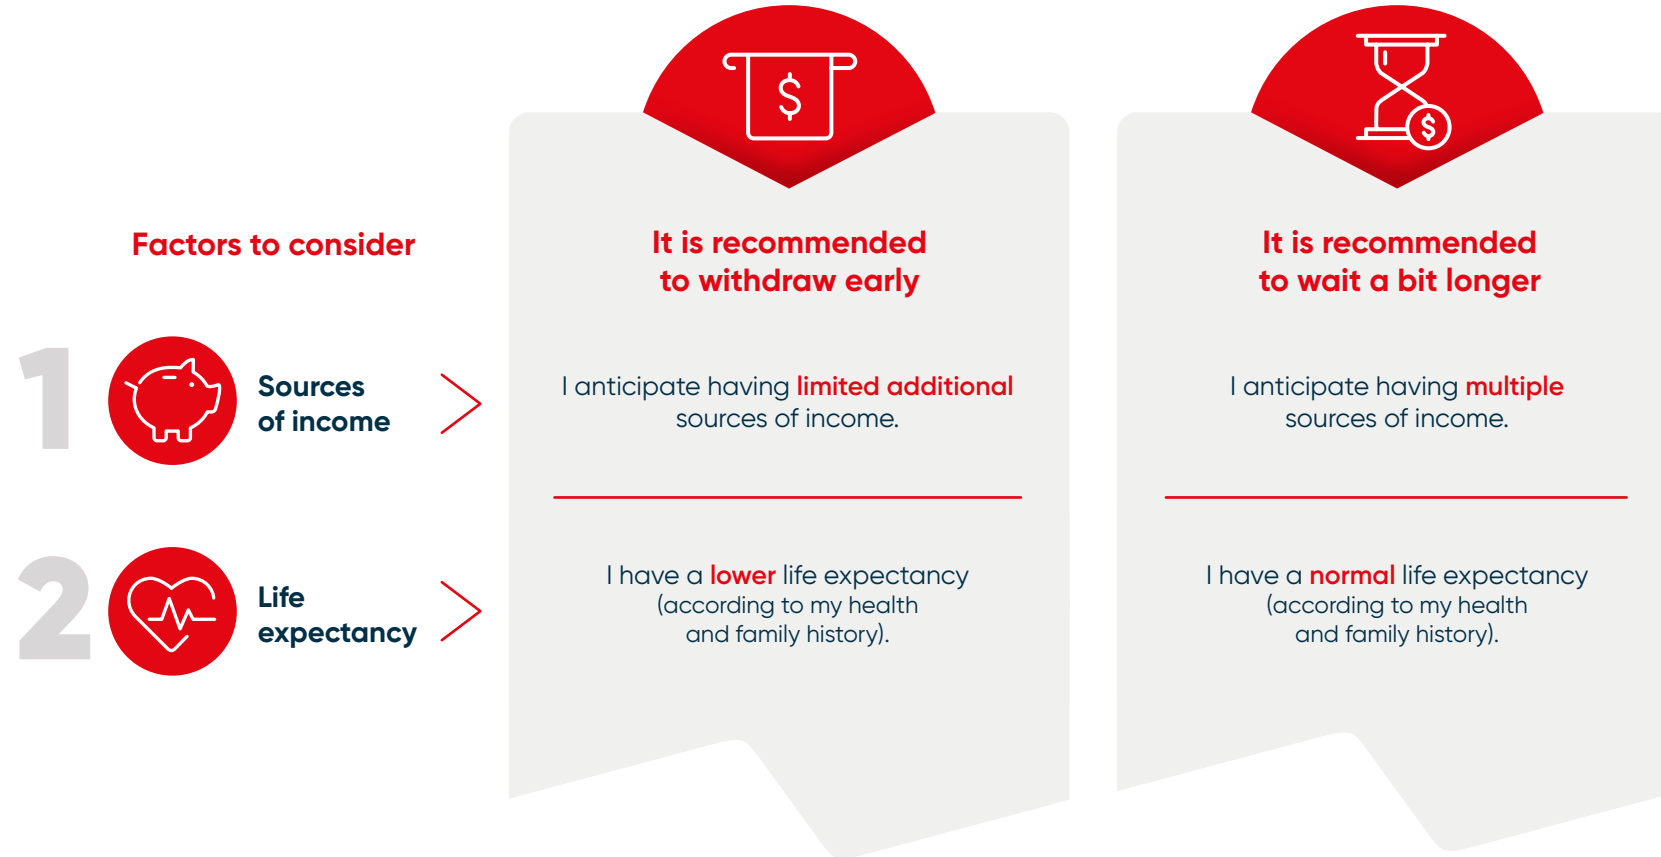 Factors to consider
It is recommended
to withdraw early
It is recommended
to wait a bit longer
1
Sources
of income
I anticipate having limited additional
sources of income.
I anticipate having multiple
sources of income.
2
Life
expectancy
I have a lower life expectancy
(according to my health
and family history).
I have a normal life expectancy
(according to my health
and family history).
$
$